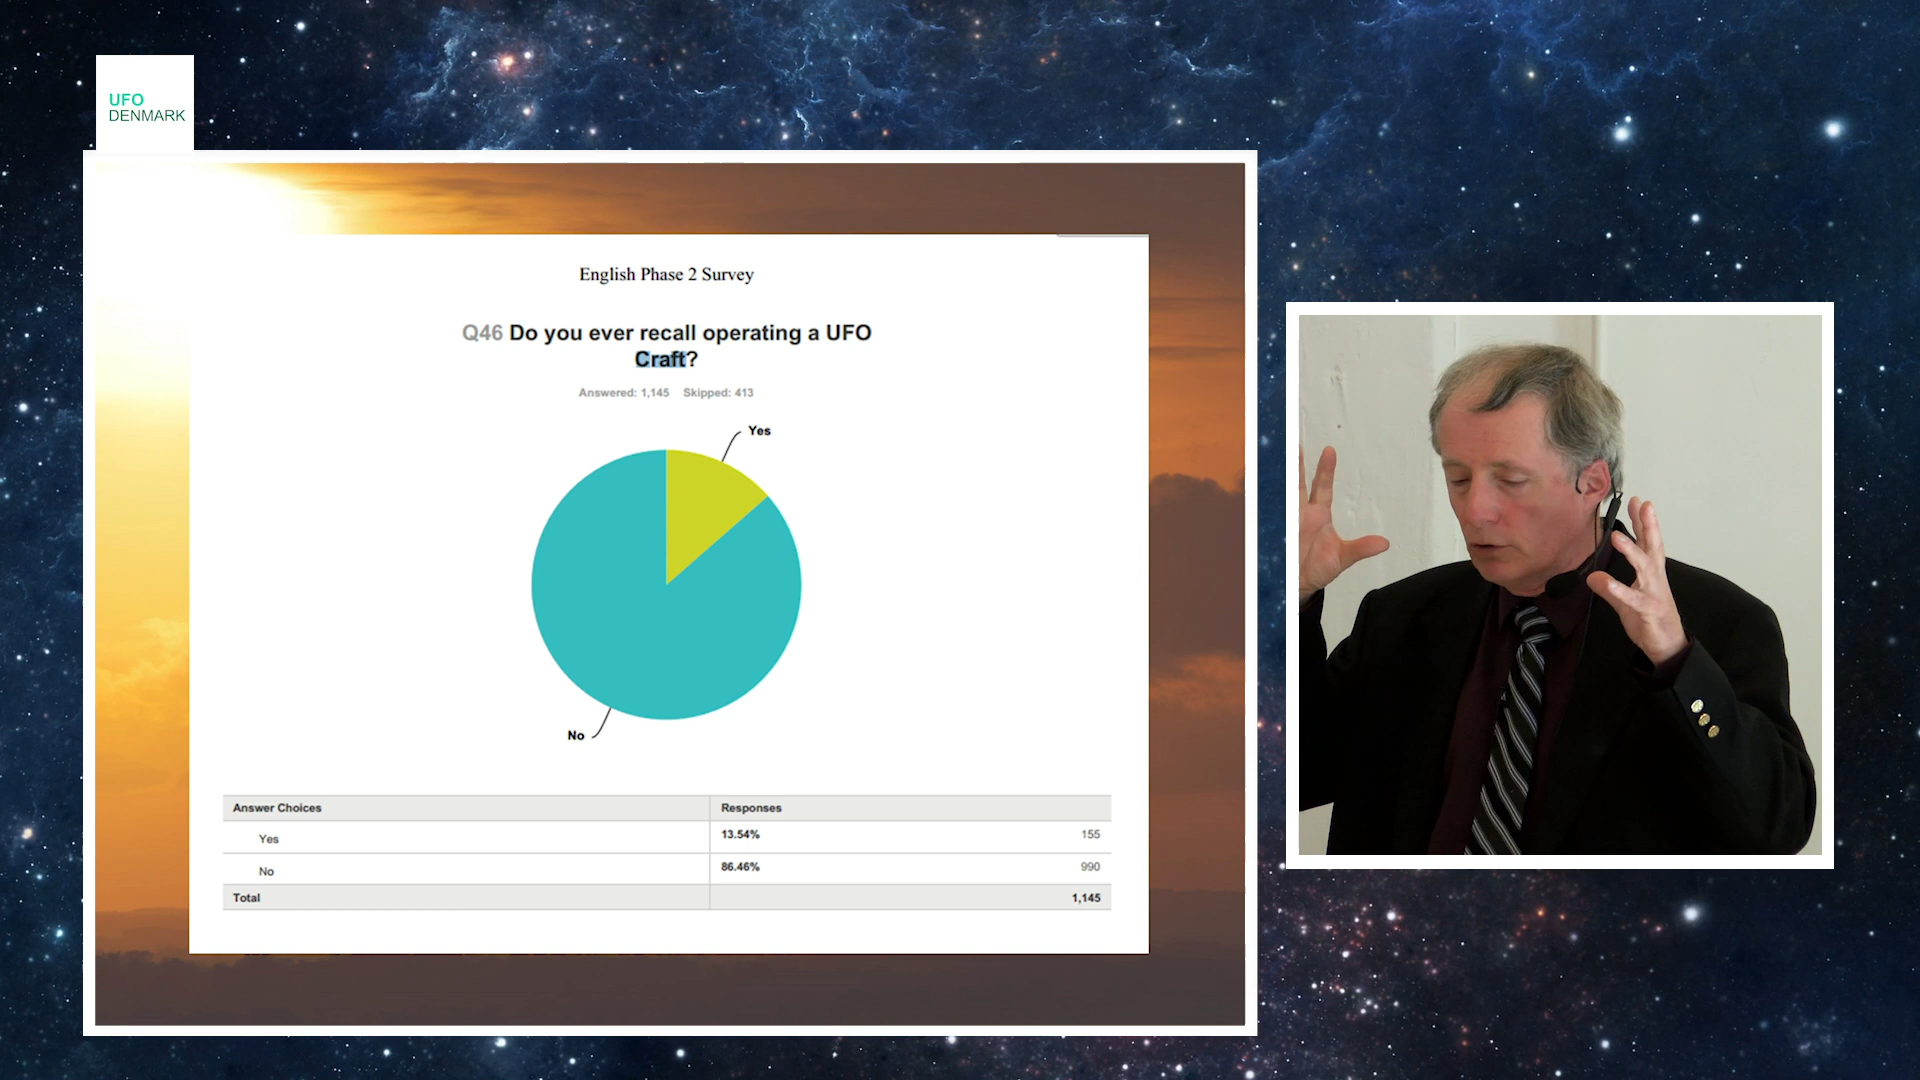 UFO
DENMARK
English Phase 2 Survey
Q46 Do you ever recall operating a UFO
Craft?
Answered: 1,145 Skipped: 413
Yes
No
Answer Choices Responses
Yes 13.54% 155
No 86.46% 990
Total 1,145